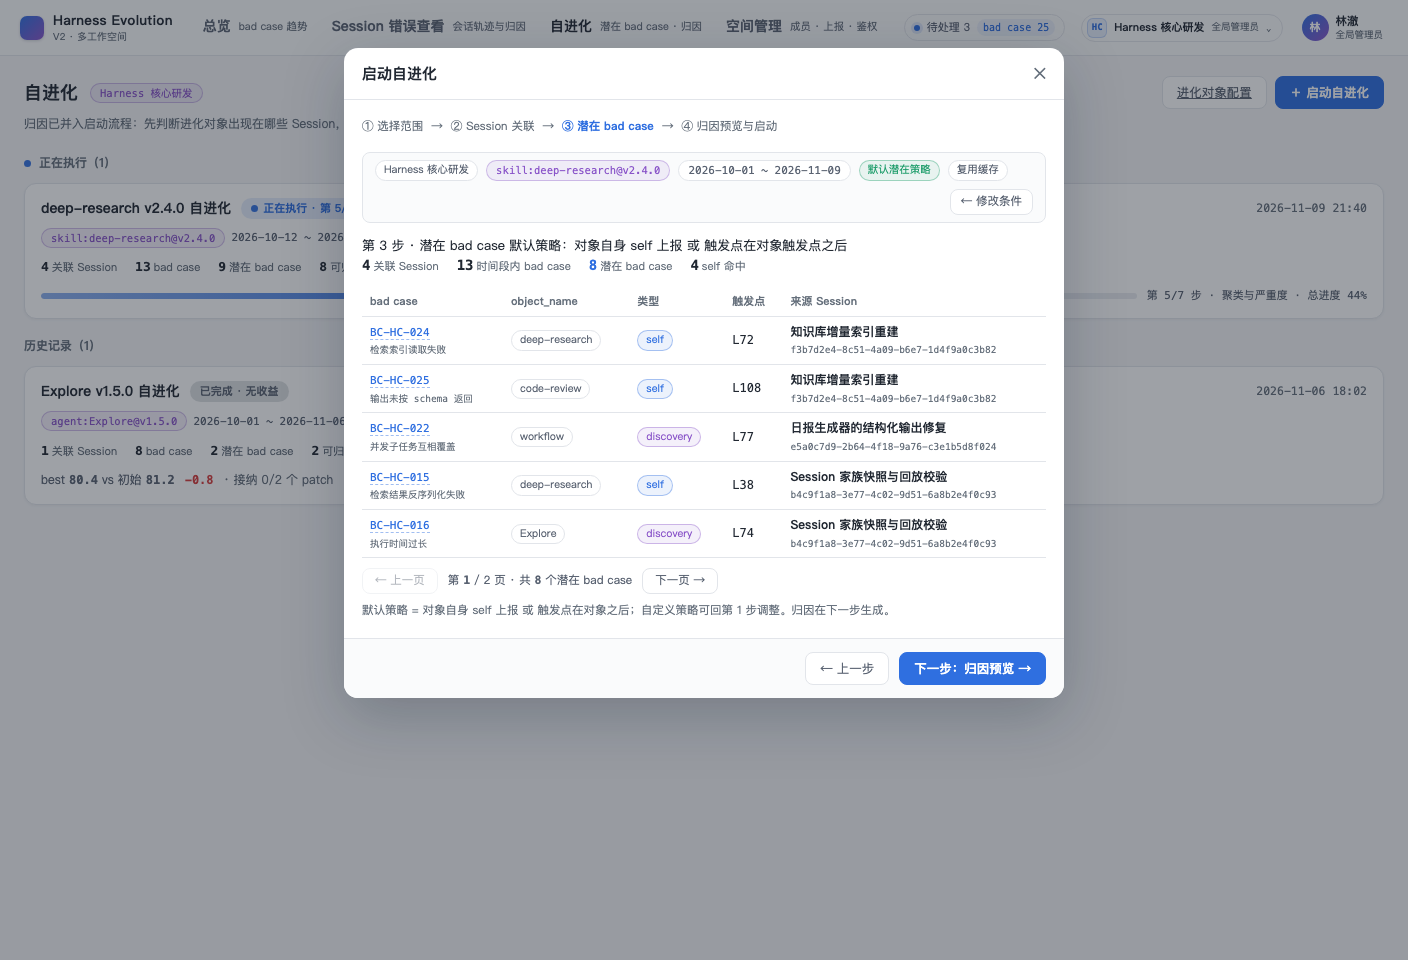 Harness Evolution
V2 · 多工作空间
总览 bad case 趋势
Session 错误查看 会话轨迹与归因
自进化 潜在 bad case · 归因
空间管理 成员 · 上报 · 鉴权
待处理 3 bad case 25
HC Harness 核心研发 全局管理员
林 林澈
全局管理员
自进化 Harness 核心研发
进化对象配置
+ 启动自进化
归因已并入启动流程：先判断进化对象出现在哪些 Session，
正在执行（1）
deep-research v2.4.0 自进化 正在执行 · 第 5/
2026-11-09 21:40
skill:deep-research@v2.4.0 2026-10-12 ~ 2026
4 关联 Session 13 bad case 9 潜在 bad case 8 可
第 5/7 步 · 聚类与严重度 · 总进度 44%
历史记录（1）
Explore v1.5.0 自进化 已完成 · 无收益
2026-11-06 18:02
agent:Explore@v1.5.0 2026-10-01 ~ 2026-11-06
1 关联 Session 8 bad case 2 潜在 bad case 2 可归
best 80.4 vs 初始 81.2 −0.8 · 接纳 0/2 个 patch
启动自进化
① 选择范围 → ② Session 关联 → ③ 潜在 bad case → ④ 归因预览与启动
Harness 核心研发 skill:deep-research@v2.4.0 2026-10-01 ~ 2026-11-09 默认潜在策略 复用缓存
← 修改条件
第 3 步 · 潜在 bad case 默认策略：对象自身 self 上报 或 触发点在对象触发点之后
4 关联 Session 13 时间段内 bad case 8 潜在 bad case 4 self 命中
bad case object_name 类型 触发点 来源 Session
BC-HC-024 deep-research self L72 知识库增量索引重建
检索索引读取失败 f3b7d2e4-8c51-4a09-b6e7-1d4f9a0c3b82
BC-HC-025 code-review self L108 知识库增量索引重建
输出未按 schema 返回 f3b7d2e4-8c51-4a09-b6e7-1d4f9a0c3b82
BC-HC-022 workflow discovery L77 日报生成器的结构化输出修复
并发子任务互相覆盖 e5a0c7d9-2b64-4f18-9a76-c3e1b5d8f024
BC-HC-015 deep-research self L38 Session 家族快照与回放校验
检索结果反序列化失败 b4c9f1a8-3e77-4c02-9d51-6a8b2e4f0c93
BC-HC-016 Explore discovery L74 Session 家族快照与回放校验
执行时间过长 b4c9f1a8-3e77-4c02-9d51-6a8b2e4f0c93
← 上一页 第 1 / 2 页 · 共 8 个潜在 bad case 下一页 →
默认策略 = 对象自身 self 上报 或 触发点在对象之后；自定义策略可回第 1 步调整。归因在下一步生成。
← 上一步 下一步：归因预览 →